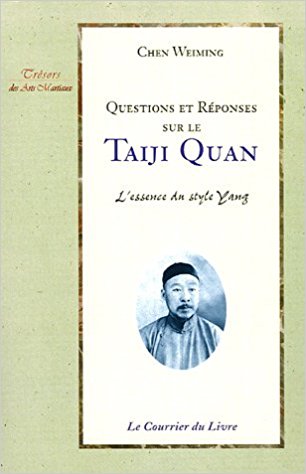 Chen Weiming
Trésors
des Arts Martiaux
Questions et Réponses
sur le
Taiji Quan
L'essence du style Yang
Le Courrier du Livre